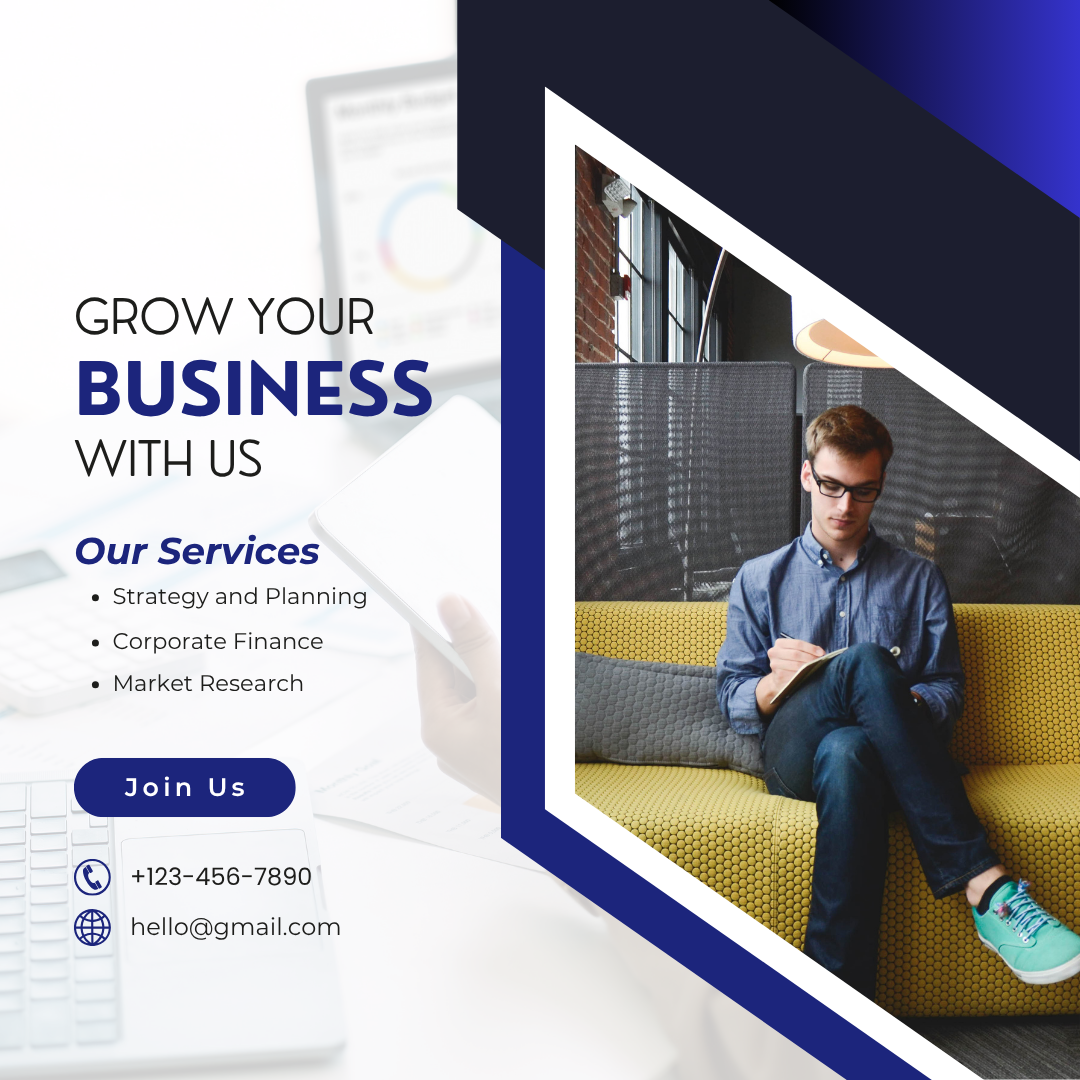 GROW YOUR
BUSINESS
WITH US
Our Services
• Strategy and Planning
• Corporate Finance
• Market Research
Join Us
+123-456-7890
hello@gmail.com